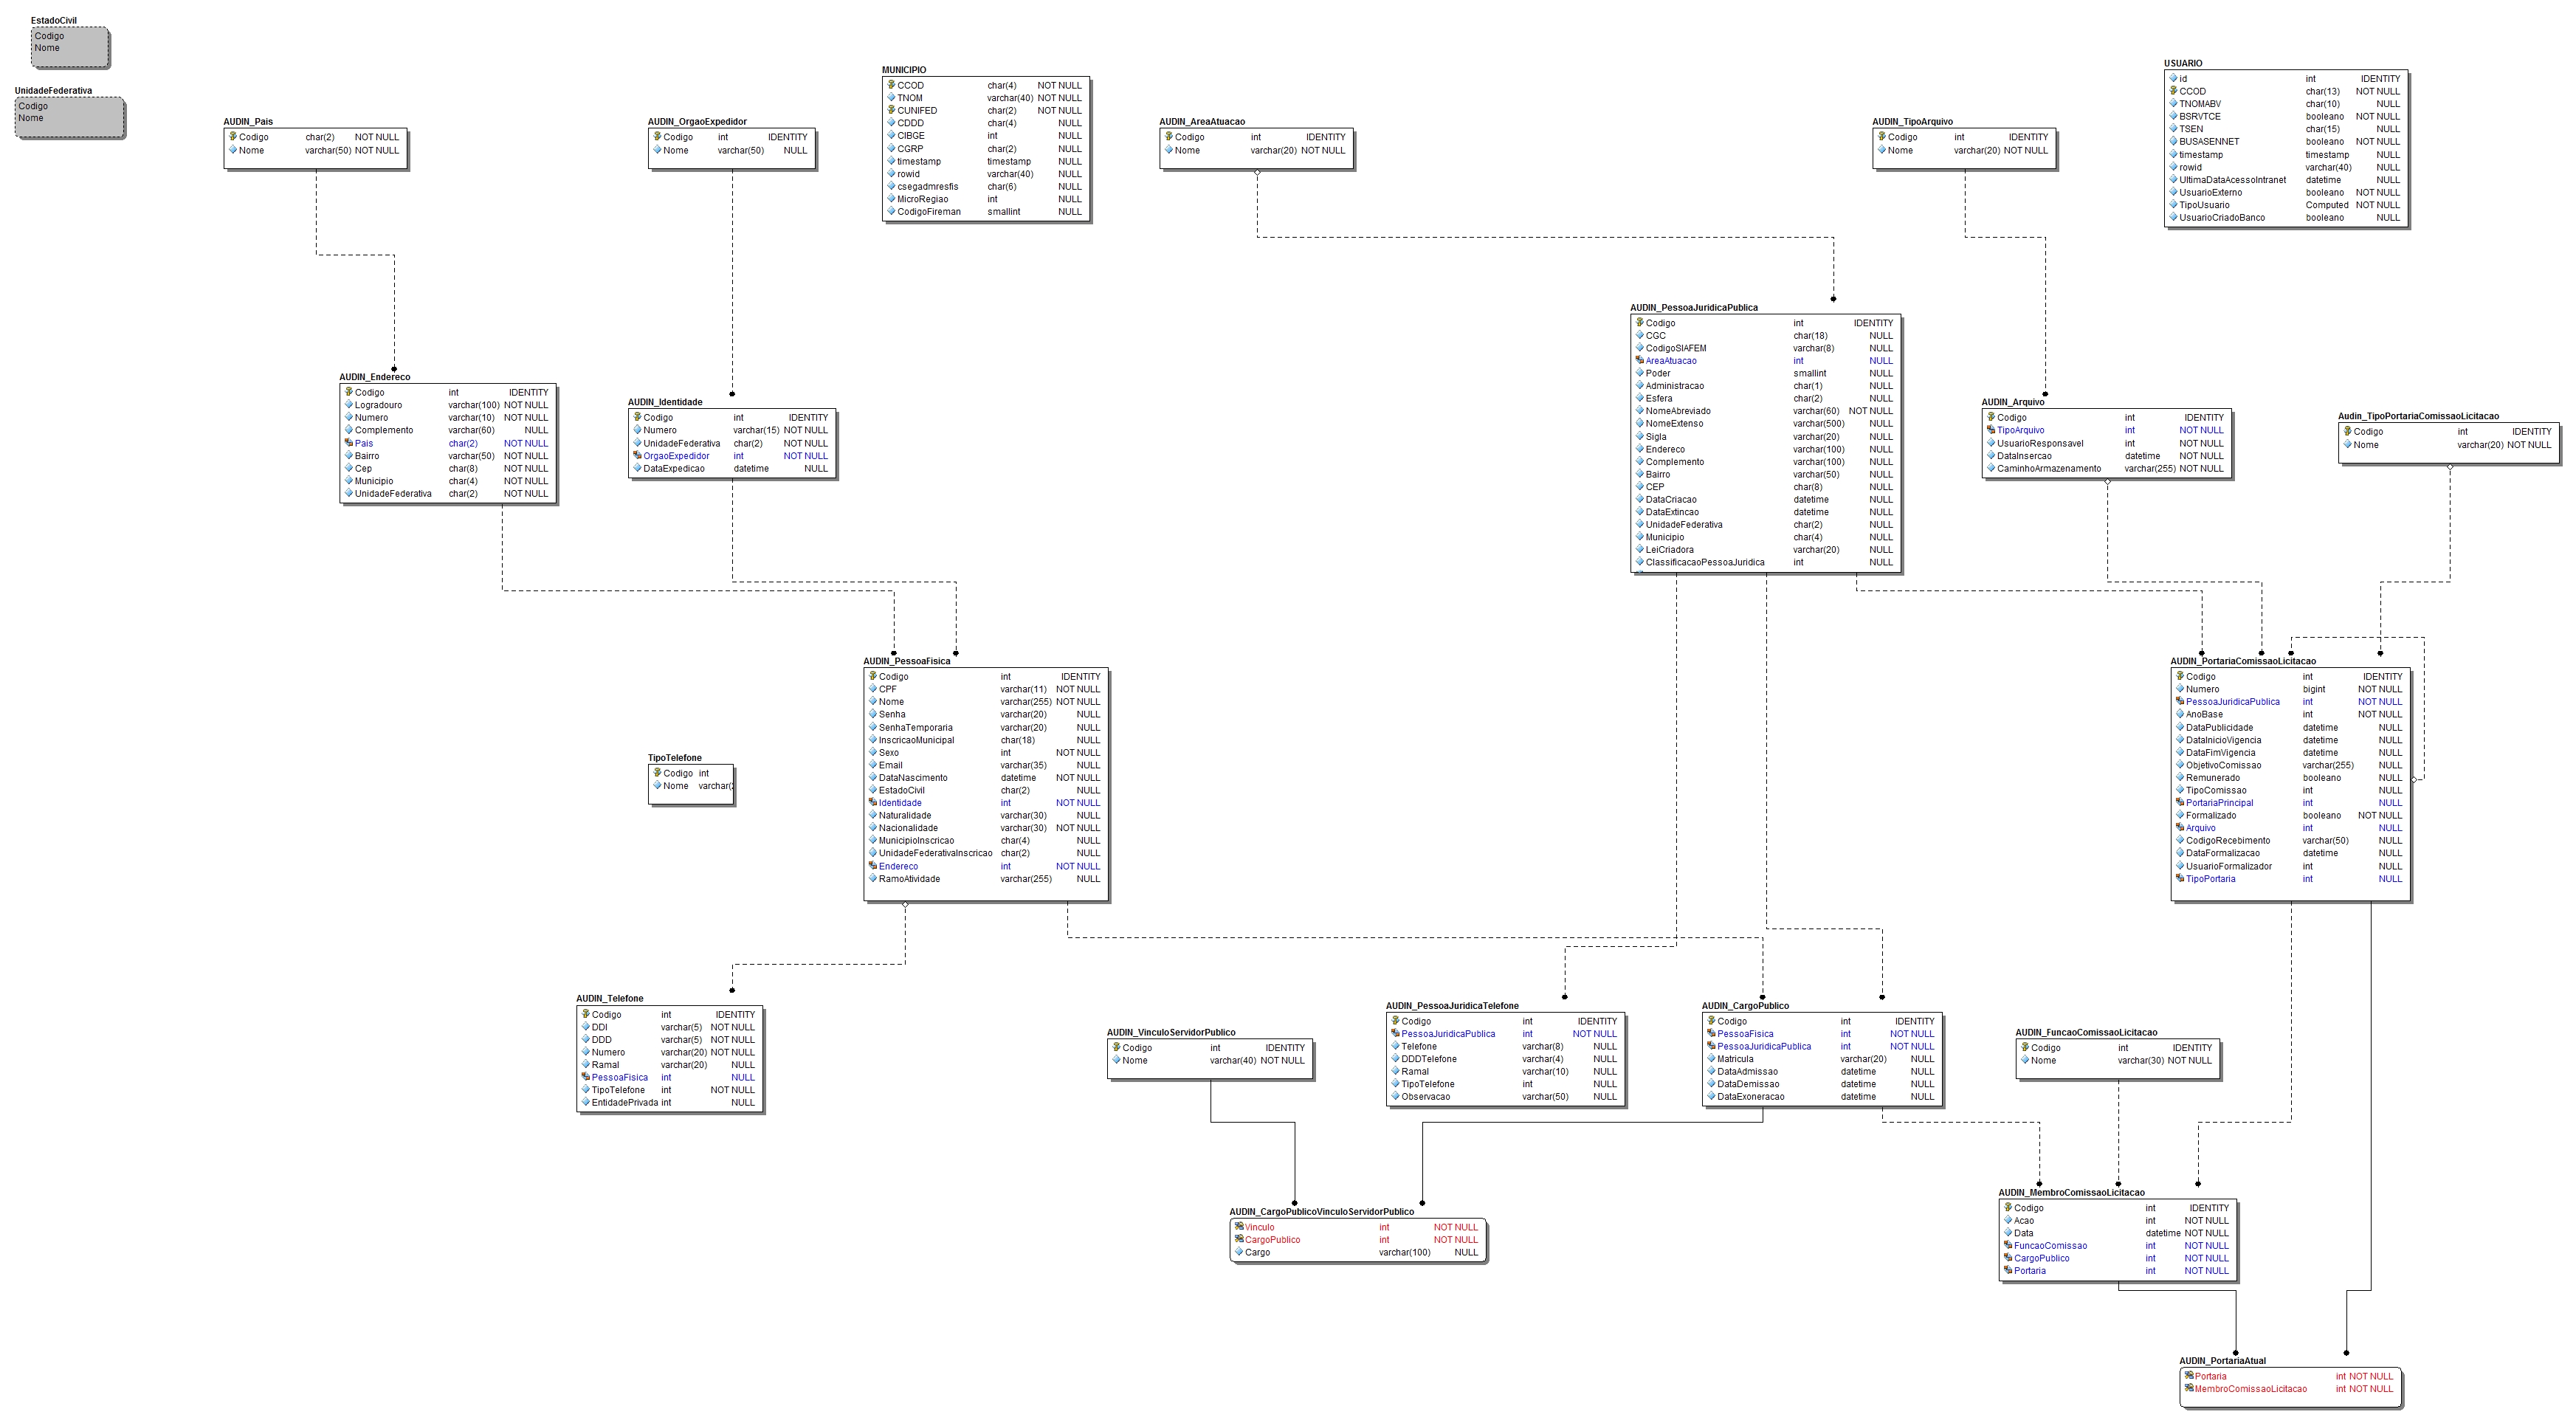 EstadoCivil
Codigo
Nome
UnidadeFederativa
Codigo
Nome
AUDIN_Pais
Codigo char(2) NOT NULL
Nome varchar(50) NOT NULL
AUDIN_OrgaoExpedidor
Codigo int IDENTITY
Nome varchar(50) NULL
MUNICIPIO
CCOD char(4) NOT NULL
TNOM varchar(40) NOT NULL
CUNIFED char(2) NOT NULL
CDDD char(4) NULL
CIBGE int NULL
CGRP char(2) NULL
timestamp timestamp NULL
rowid varchar(40) NULL
csegadmresfis char(6) NULL
MicroRegiao int NULL
CodigoFireman smallint NULL
AUDIN_AreaAtuacao
Codigo int IDENTITY
Nome varchar(20) NOT NULL
AUDIN_TipoArquivo
Codigo int IDENTITY
Nome varchar(20) NOT NULL
USUARIO
id int IDENTITY
CCOD char(13) NOT NULL
TNOMABV char(10) NULL
BSRVTCE booleano NOT NULL
TSEN char(15) NULL
BUSASENNET booleano NOT NULL
timestamp timestamp NULL
rowid varchar(40) NULL
UltimaDataAcessoIntranet datetime NULL
UsuarioExterno booleano NOT NULL
TipoUsuario Computed NOT NULL
UsuarioCriadoBanco booleano NULL
AUDIN_PessoaJuridicaPublica
Codigo int IDENTITY
CGC char(18) NULL
CodigoSIAFEM varchar(8) NULL
AreaAtuacao int NULL
Poder smallint NULL
Administracao char(1) NULL
Esfera char(2) NULL
NomeAbreviado varchar(60) NOT NULL
NomeExtenso varchar(500) NULL
Sigla varchar(20) NULL
Endereco varchar(100) NULL
Complemento varchar(100) NULL
Bairro varchar(50) NULL
CEP char(8) NULL
DataCriacao datetime NULL
DataExtincao datetime NULL
UnidadeFederativa char(2) NULL
Municipio char(4) NULL
LeiCriadora varchar(20) NULL
ClassificacaoPessoaJuridica int NULL
AUDIN_Endereco
Codigo int IDENTITY
Logradouro varchar(100) NOT NULL
Numero varchar(10) NOT NULL
Complemento varchar(60) NULL
Pais char(2) NOT NULL
Bairro varchar(50) NOT NULL
Cep char(8) NOT NULL
Municipio char(4) NOT NULL
UnidadeFederativa char(2) NOT NULL
AUDIN_Identidade
Codigo int IDENTITY
Numero varchar(15) NOT NULL
UnidadeFederativa char(2) NOT NULL
OrgaoExpedidor int NOT NULL
DataExpedicao datetime NULL
AUDIN_Arquivo
Codigo int IDENTITY
TipoArquivo int NOT NULL
UsuarioResponsavel int NOT NULL
DataInsercao datetime NOT NULL
CaminhoArmazenamento varchar(255) NOT NULL
Audin_TipoPortariaComissaoLicitacao
Codigo int IDENTITY
Nome varchar(20) NOT NULL
AUDIN_PessoaFisica
Codigo int IDENTITY
CPF varchar(11) NOT NULL
Nome varchar(255) NOT NULL
Senha varchar(20) NULL
SenhaTemporaria varchar(20) NULL
InscricaoMunicipal char(18) NULL
Sexo int NOT NULL
Email varchar(35) NULL
DataNascimento datetime NOT NULL
EstadoCivil char(2) NULL
Identidade int NOT NULL
Naturalidade varchar(30) NULL
Nacionalidade varchar(30) NOT NULL
MunicipioInscricao char(4) NULL
UnidadeFederativaInscricao char(2) NULL
Endereco int NOT NULL
RamoAtividade varchar(255) NULL
AUDIN_PortariaComissaoLicitacao
Codigo int IDENTITY
Numero bigint NOT NULL
PessoaJuridicaPublica int NOT NULL
AnoBase int NOT NULL
DataPublicidade datetime NULL
DataInicioVigencia datetime NULL
DataFimVigencia datetime NULL
ObjetivoComissao varchar(255) NULL
Remunerado booleano NULL
TipoComissao int NULL
PortariaPrincipal int NULL
Formalizado booleano NOT NULL
Arquivo int NULL
CodigoRecebimento varchar(50) NULL
DataFormalizacao datetime NULL
UsuarioFormalizador int NULL
TipoPortaria int NULL
TipoTelefone
Codigo int
Nome varchar(
AUDIN_Telefone
Codigo int IDENTITY
DDI varchar(5) NOT NULL
DDD varchar(5) NOT NULL
Numero varchar(20) NOT NULL
Ramal varchar(20) NULL
PessoaFisica int NULL
TipoTelefone int NOT NULL
EntidadePrivada int NULL
AUDIN_VinculoServidorPublico
Codigo int IDENTITY
Nome varchar(40) NOT NULL
AUDIN_PessoaJuridicaTelefone
Codigo int IDENTITY
PessoaJuridicaPublica int NOT NULL
Telefone varchar(8) NULL
DDDTelefone varchar(4) NULL
Ramal varchar(10) NULL
TipoTelefone int NULL
Observacao varchar(50) NULL
AUDIN_CargoPublico
Codigo int IDENTITY
PessoaFisica int NOT NULL
PessoaJuridicaPublica int NOT NULL
Matricula varchar(20) NULL
DataAdmissao datetime NULL
DataDemissao datetime NULL
DataExoneracao datetime NULL
AUDIN_FuncaoComissaoLicitacao
Codigo int IDENTITY
Nome varchar(30) NOT NULL
AUDIN_CargoPublicoVinculoServidorPublico
Vinculo int NOT NULL
CargoPublico int NOT NULL
Cargo varchar(100) NULL
AUDIN_MembroComissaoLicitacao
Codigo int IDENTITY
Acao int NOT NULL
Data datetime NOT NULL
FuncaoComissao int NOT NULL
CargoPublico int NOT NULL
Portaria int NOT NULL
AUDIN_PortariaAtual
Portaria int NOT NULL
MembroComissaoLicitacao int NOT NULL